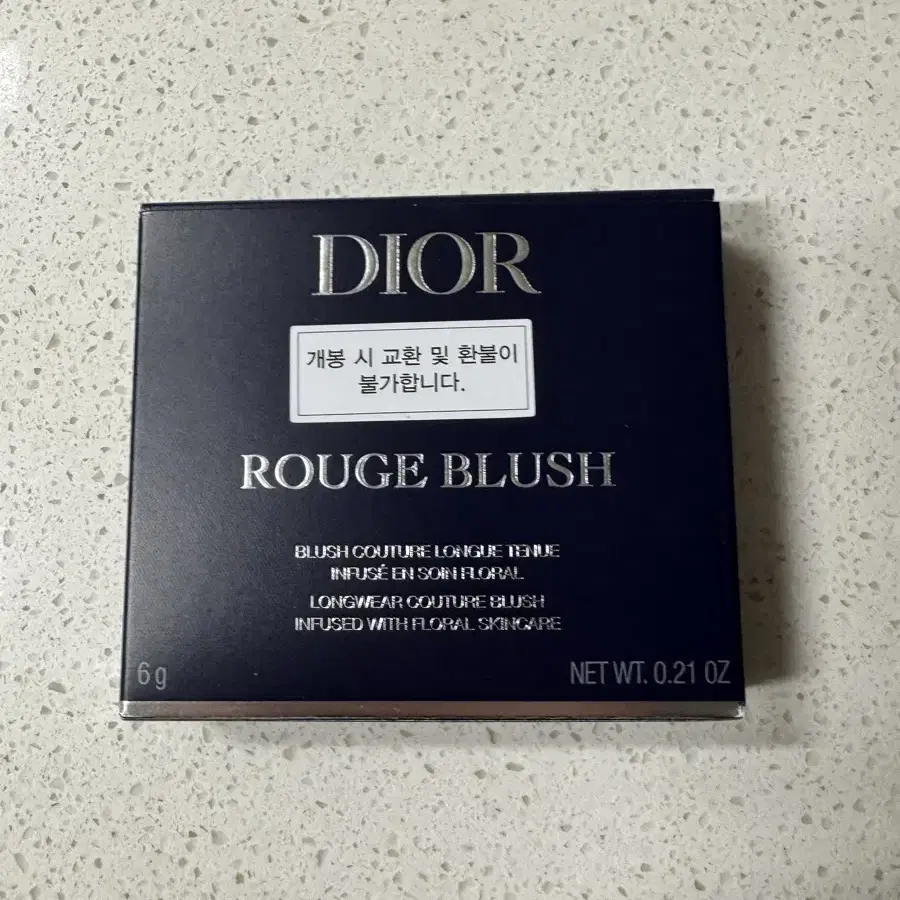 DIOR
개봉 시 교환 및 환불이
불가합니다.
ROUGE BLUSH
BLUSH COUTURE LONGUE TENUE
INFUSÉ EN SOIN FLORAL
LONGWEAR COUTURE BLUSH
INFUSED WITH FLORAL SKINCARE
6 g
NET WT. 0.21 OZ